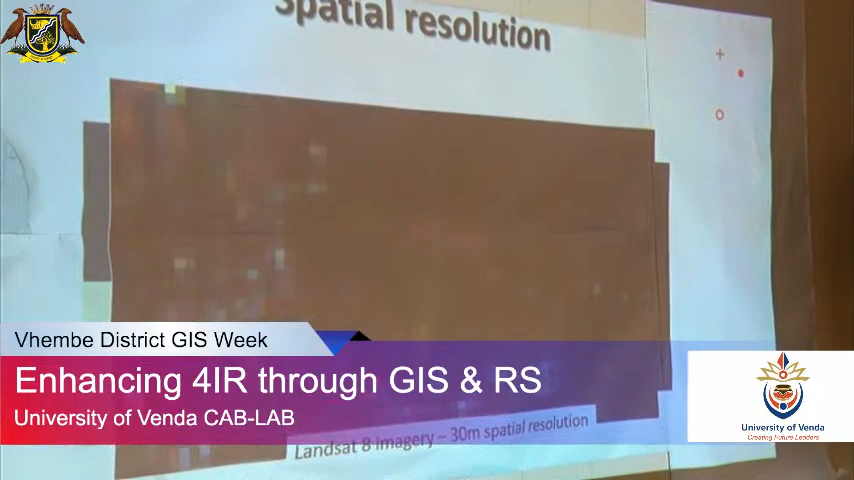 Spatial resolution
Vhembe District GIS Week
Enhancing 4IR through GIS & RS
University of Venda CAB-LAB
Landsat 8 imagery – 30m spatial resolution
University of Venda
Creating Future Leaders